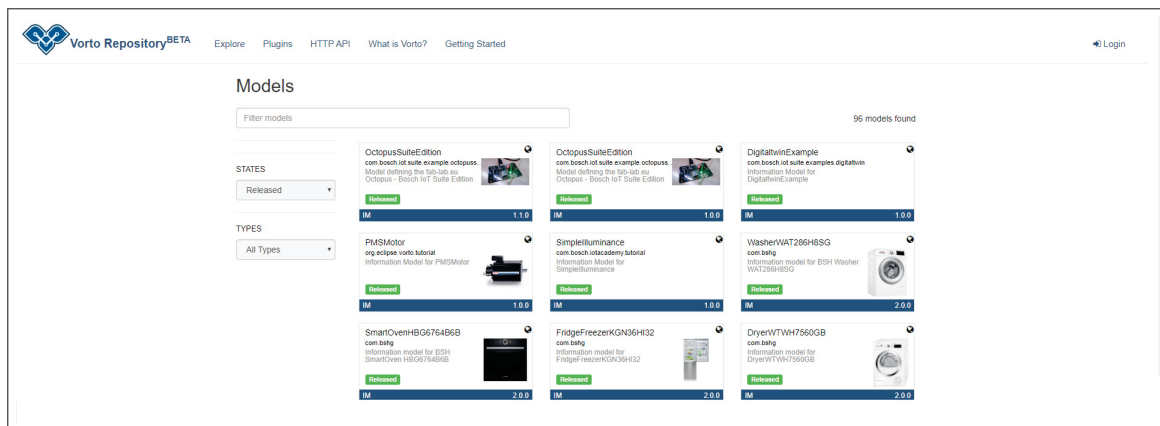 Vorto Repository BETA
Explore Plugins HTTP API What is Vorto? Getting Started
Login
Models
Filter models
96 models found
STATES
Released
TYPES
All Types
OctopusSuiteEdition
com.bosch.iot.suite.example.octopuss..
Model defining the fab-lab.eu
Octopus - Bosch IoT Suite Edition
Released
IM 1.1.0
OctopusSuiteEdition
com.bosch.iot.suite.example.octopuss..
Model defining the fab-lab.eu
Octopus - Bosch IoT Suite Edition
Released
IM 1.0.0
DigitaltwinExample
com.bosch.iot.suite.examples.digitaltwin
Information Model for
DigitaltwinExample
Released
IM 1.0.0
PMSMotor
org.eclipse.vorto.tutorial
Information Model for PMSMotor
Released
IM 1.0.0
SimpleIlluminance
com.bosch.iotacademy.tutorial
Information Model for
SimpleIlluminance
Released
IM 1.0.0
WasherWAT286H8SG
com.bshg
Information model for BSH Washer
WAT286H8SG
Released
IM 2.0.0
SmartOvenHBG6764B6B
com.bshg
Information model for BSH
SmartOven HBG6764B6B
Released
IM 2.0.0
FridgeFreezerKGN36HI32
com.bshg
Information model for
FridgeFreezerKGN36HI32
Released
IM 2.0.0
DryerWTWH7560GB
com.bshg
Information model for
DryerWTWH7560GB
Released
IM 2.0.0